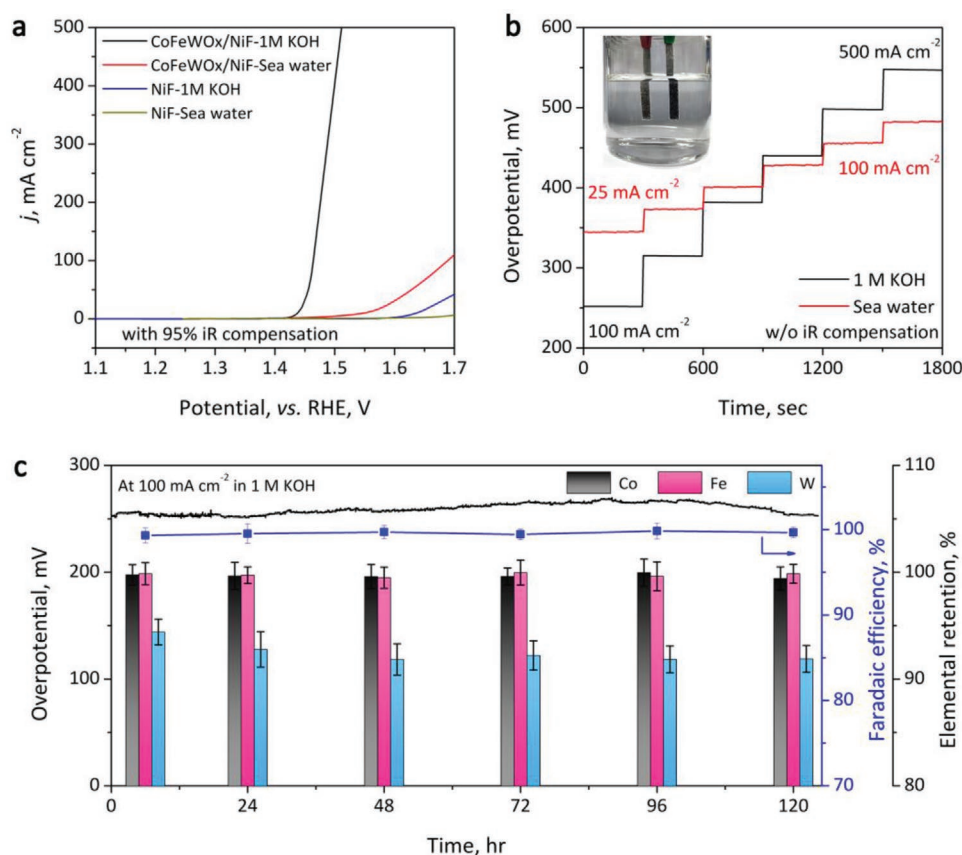 a
500
400
300
200
100
0
j, mA cm⁻²
CoFeWOx/NiF-1M KOH
CoFeWOx/NiF-Sea water
NiF-1M KOH
NiF-Sea water
with 95% iR compensation
1.1 1.2 1.3 1.4 1.5 1.6 1.7
Potential, vs. RHE, V
b
600
500
400
300
200
Overpotential, mV
500 mA cm⁻²
25 mA cm⁻²
100 mA cm⁻²
100 mA cm⁻²
1 M KOH
Sea water
w/o iR compensation
0 600 1200 1800
Time, sec
c
300
200
100
0
Overpotential, mV
At 100 mA cm⁻² in 1 M KOH
Co Fe W
100
90
80
70
Faradaic efficiency, %
110
100
90
80
Elemental retention, %
0 24 48 72 96 120
Time, hr